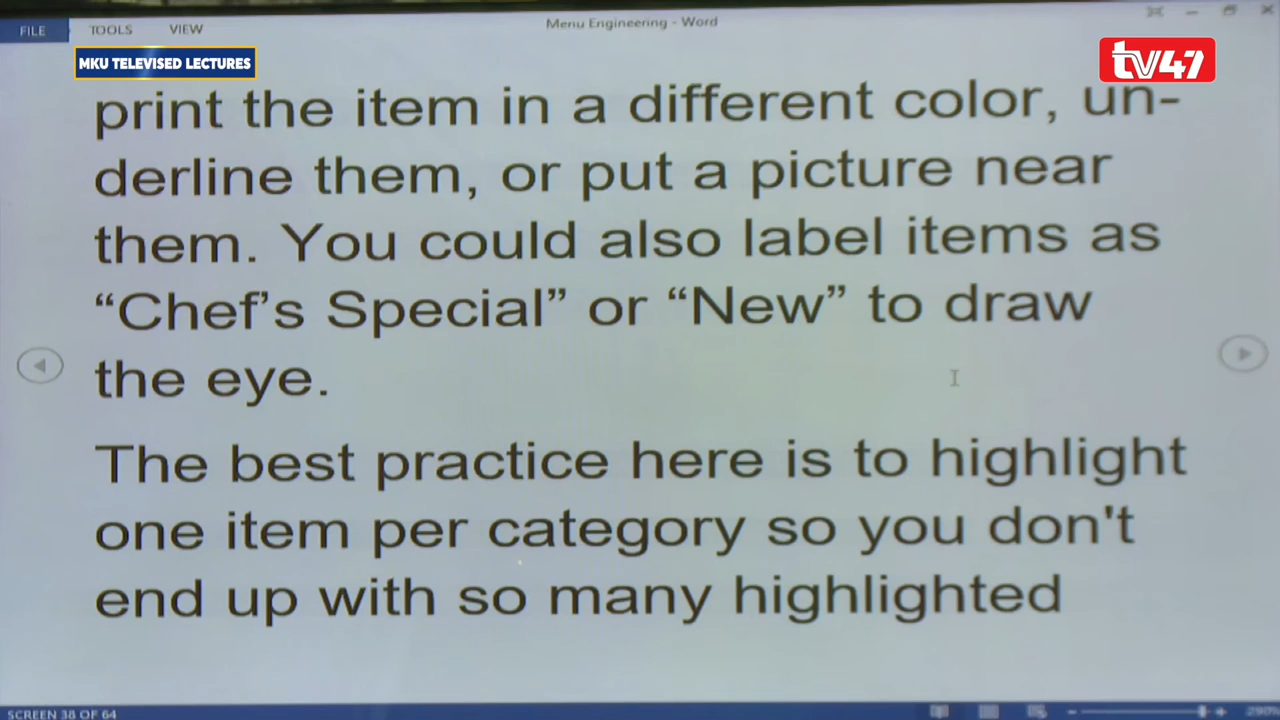 Menu Engineering - Word
FILE TOOLS VIEW
MKU TELEVISED LECTURES
tv47
print the item in a different color, un-
derline them, or put a picture near
them. You could also label items as
“Chef’s Special” or “New” to draw
the eye.
The best practice here is to highlight
one item per category so you don't
end up with so many highlighted
SCREEN 38 OF 64
290%